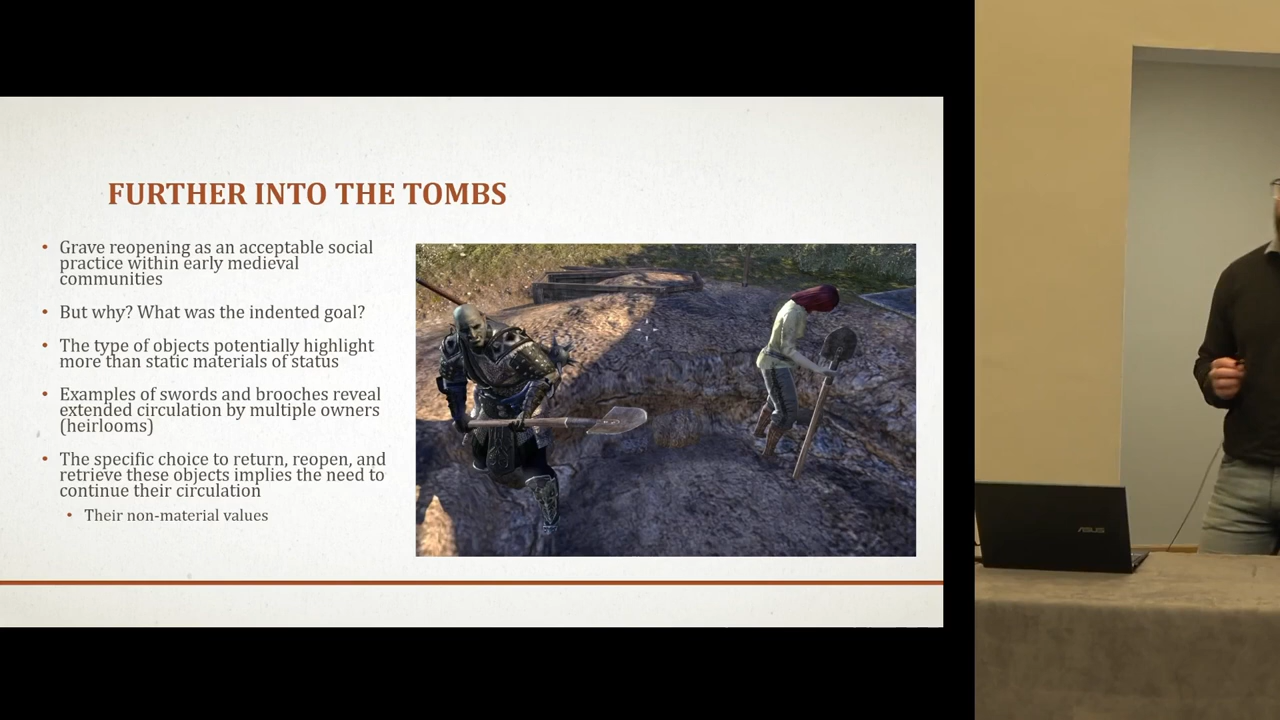 FURTHER INTO THE TOMBS
• Grave reopening as an acceptable social
practice within early medieval
communities
• But why? What was the indented goal?
• The type of objects potentially highlight
more than static materials of status
• Examples of swords and brooches reveal
extended circulation by multiple owners
(heirlooms)
• The specific choice to return, reopen, and
retrieve these objects implies the need to
continue their circulation
• Their non-material values
ASUS